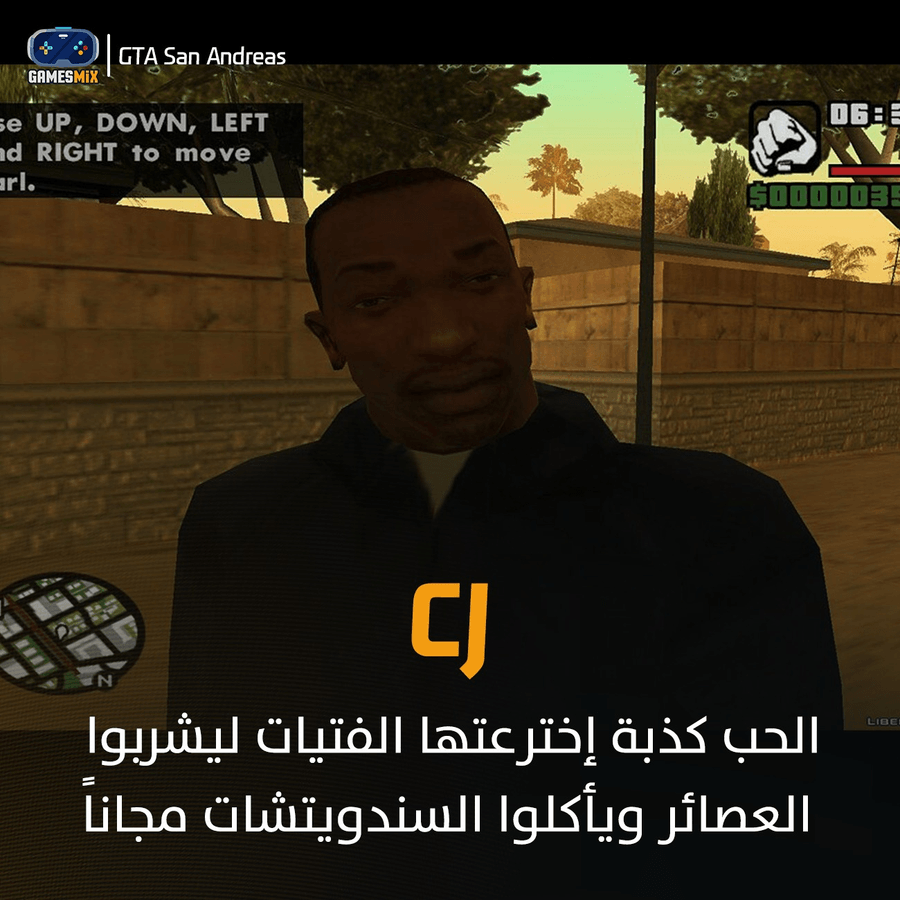 GAMESMiX
GTA San Andreas
se UP, DOWN, LEFT
nd RIGHT to move
arl.
06:3
$0000035
N
CJ
LIBE
الحب كذبة إخترعتها الفتيات ليشربوا
العصائر ويأكلوا السندويتشات مجاناً